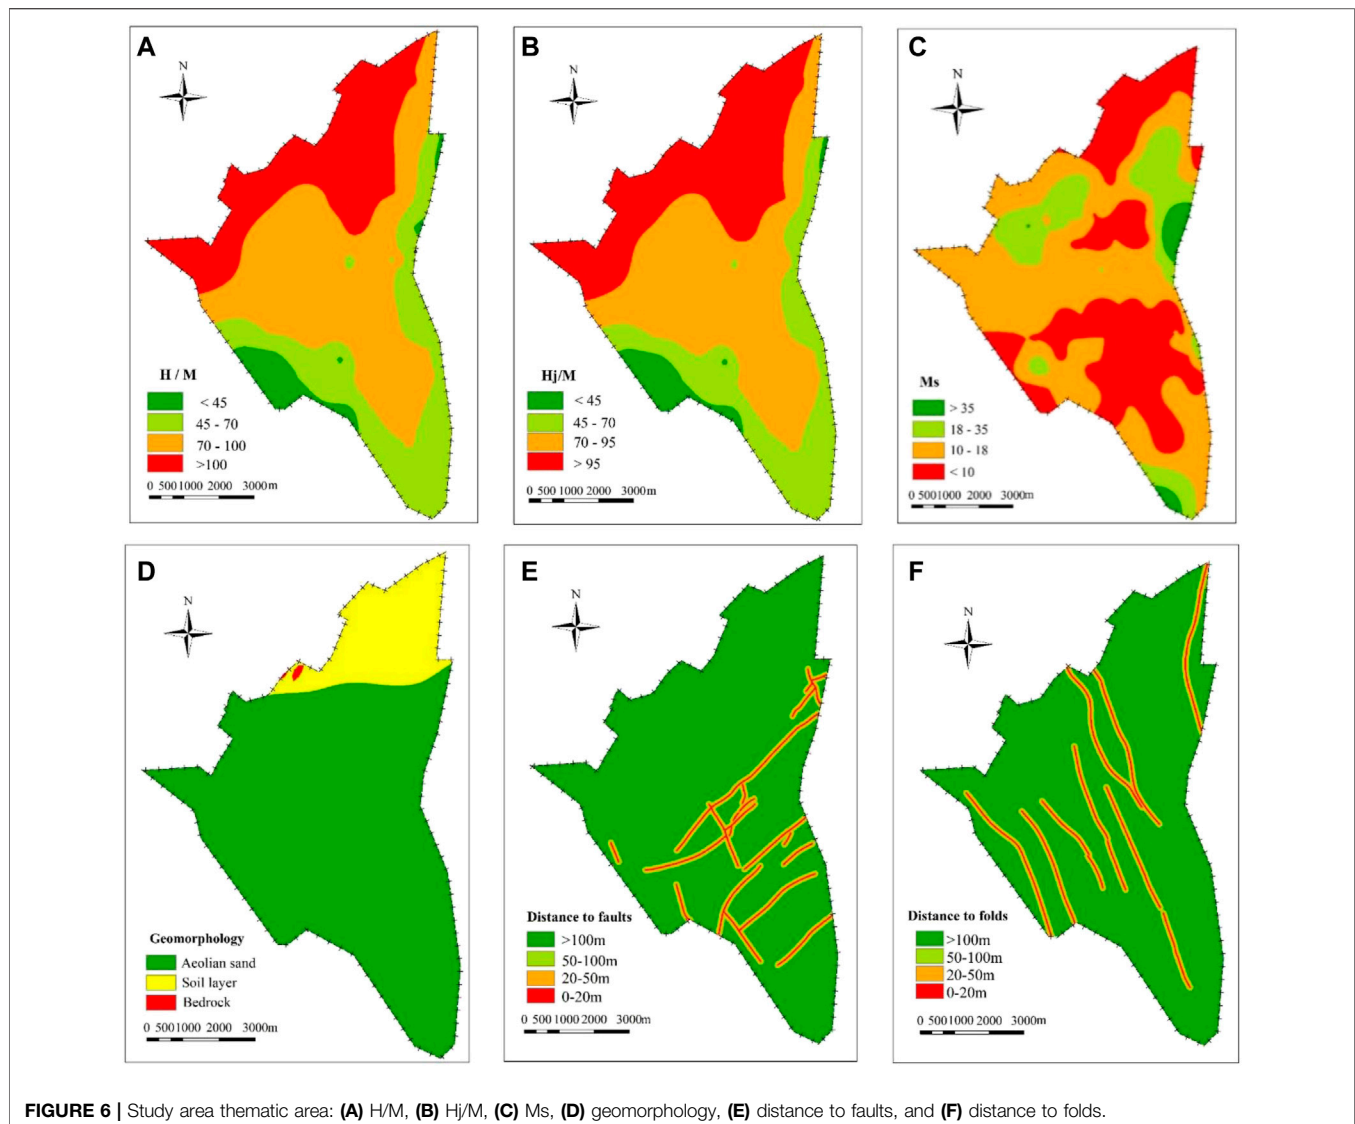 A
N
H / M
< 45
45 - 70
70 - 100
>100
0 500 1000 2000 3000m
B
N
Hj/M
< 45
45 - 70
70 - 95
> 95
0 500 1000 2000 3000m
C
N
Ms
> 35
18 - 35
10 - 18
< 10
0 5001000 2000 3000m
D
N
Geomorphology
Aeolian sand
Soil layer
Bedrock
0 5001000 2000 3000m
E
N
Distance to faults
>100m
50-100m
20-50m
0-20m
0 500 1000 2000 3000m
F
N
Distance to folds
>100m
50-100m
20-50m
0-20m
0 500 1000 2000 3000m
FIGURE 6 | Study area thematic area: (A) H/M, (B) Hj/M, (C) Ms, (D) geomorphology, (E) distance to faults, and (F) distance to folds.